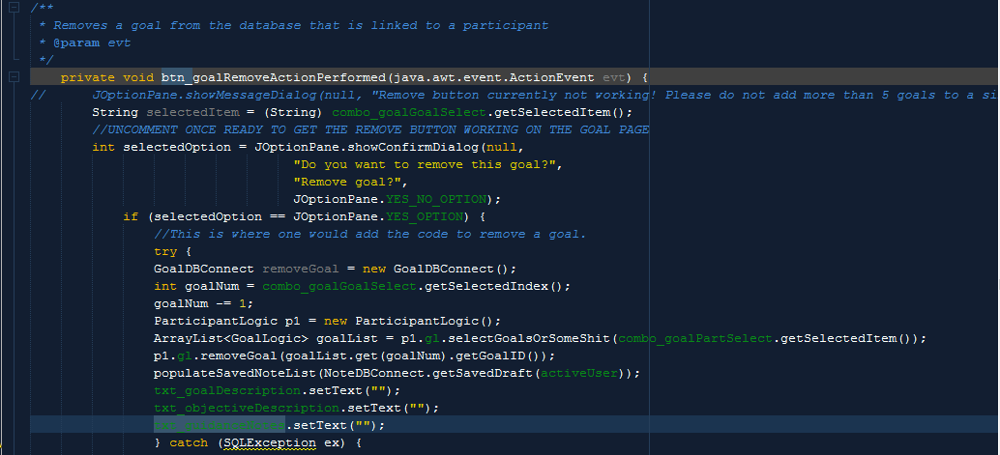 /**
* Removes a goal from the database that is linked to a participant
* @param evt
*/
private void btn_goalRemoveActionPerformed(java.awt.event.ActionEvent evt) {
// JOptionPane.showMessageDialog(null, "Remove button currently not working! Please do not add more than 5 goals to a si
String selectedItem = (String) combo_goalGoalSelect.getSelectedItem();
//UNCOMMENT ONCE READY TO GET THE REMOVE BUTTON WORKING ON THE GOAL PAGE
int selectedOption = JOptionPane.showConfirmDialog(null,
"Do you want to remove this goal?",
"Remove goal?",
JOptionPane.YES_NO_OPTION);
if (selectedOption == JOptionPane.YES_OPTION) {
//This is where one would add the code to remove a goal.
try {
GoalDBConnect removeGoal = new GoalDBConnect();
int goalNum = combo_goalGoalSelect.getSelectedIndex();
goalNum -= 1;
ParticipantLogic p1 = new ParticipantLogic();
ArrayList<GoalLogic> goalList = p1.gl.selectGoalsOrSomeShit(combo_goalPartSelect.getSelectedItem());
p1.gl.removeGoal(goalList.get(goalNum).getGoalID());
populateSavedNoteList(NoteDBConnect.getSavedDraft(activeUser));
txt_goalDescription.setText("");
txt_objectiveDescription.setText("");
txt_guidanceNotes.setText("");
} catch (SQLException ex) {